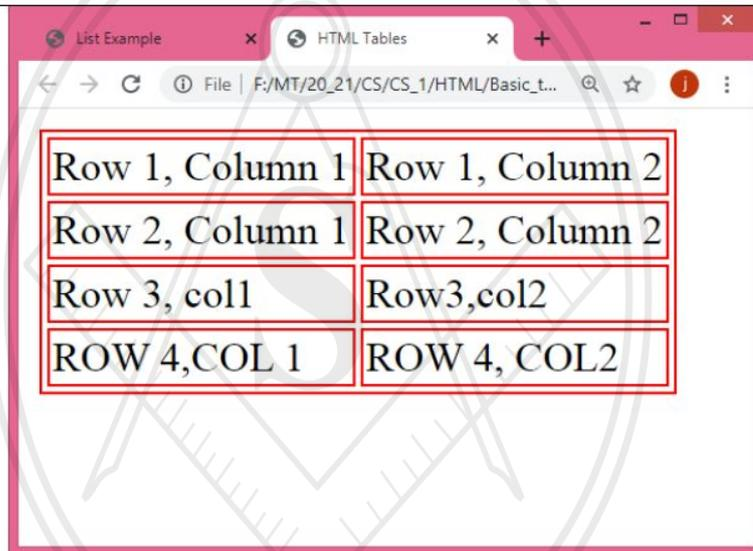 List Example
HTML Tables
File | F:/MT/20_21/CS/CS_1/HTML/Basic_t...
j
Row 1, Column 1 Row 1, Column 2
Row 2, Column 1 Row 2, Column 2
Row 3, col1 Row3,col2
ROW 4,COL 1 ROW 4, COL2
S